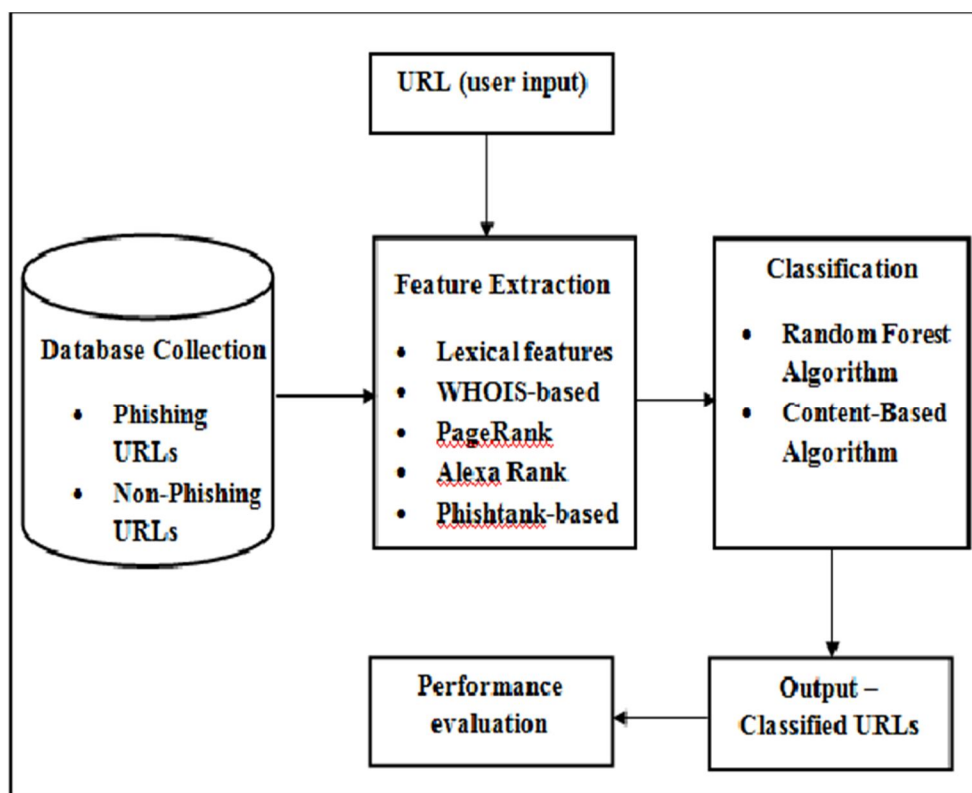 URL (user input)
Database Collection
• Phishing
URLs
• Non-Phishing
URLs
Feature Extraction
• Lexical features
• WHOIS-based
• PageRank
• Alexa Rank
• Phishtank-based
Classification
• Random Forest
Algorithm
• Content-Based
Algorithm
Performance
evaluation
Output –
Classified URLs